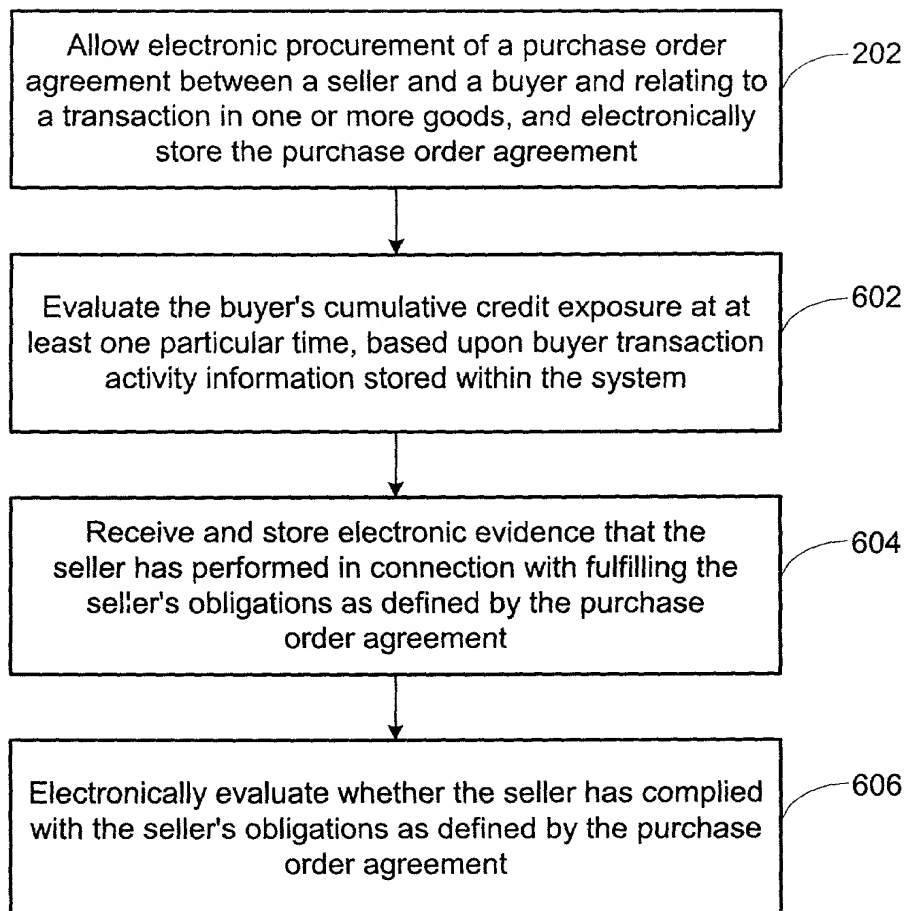 Allow electronic procurement of a purchase order
agreement between a seller and a buyer and relating to
a transaction in one or more goods, and electronically
store the purchase order agreement
202
Evaluate the buyer's cumulative credit exposure at at
least one particular time, based upon buyer transaction
activity information stored within the system
602
Receive and store electronic evidence that the
seller has performed in connection with fulfilling the
seller's obligations as defined by the purchase
order agreement
604
Electronically evaluate whether the seller has complied
with the seller's obligations as defined by the purchase
order agreement
606